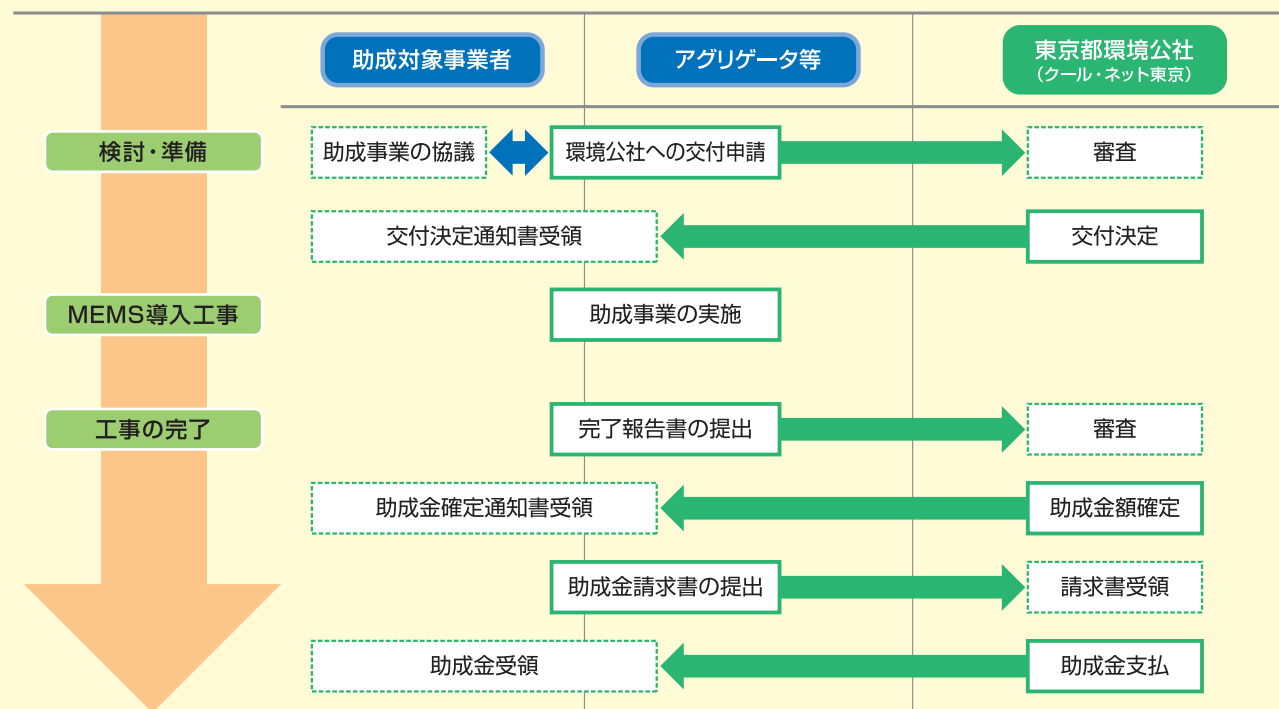 助成対象事業者
アグリゲータ等
東京都環境公社
（クール・ネット東京）
検討・準備
助成事業の協議
環境公社への交付申請
審査
交付決定通知書受領
交付決定
MEMS導入工事
助成事業の実施
工事の完了
完了報告書の提出
審査
助成金確定通知書受領
助成金額確定
助成金請求書の提出
請求書受領
助成金受領
助成金支払